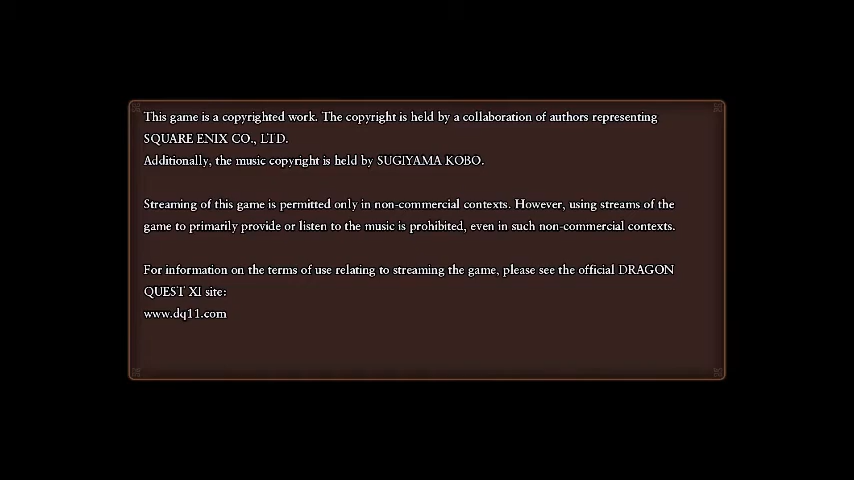 This game is a copyrighted work. The copyright is held by a collaboration of authors representing
SQUARE ENIX CO., LTD.
Additionally, the music copyright is held by SUGIYAMA KOBO.
Streaming of this game is permitted only in non-commercial contexts. However, using streams of the
game to primarily provide or listen to the music is prohibited, even in such non-commercial contexts.
For information on the terms of use relating to streaming the game, please see the official DRAGON
QUEST XI site:
www.dq11.com